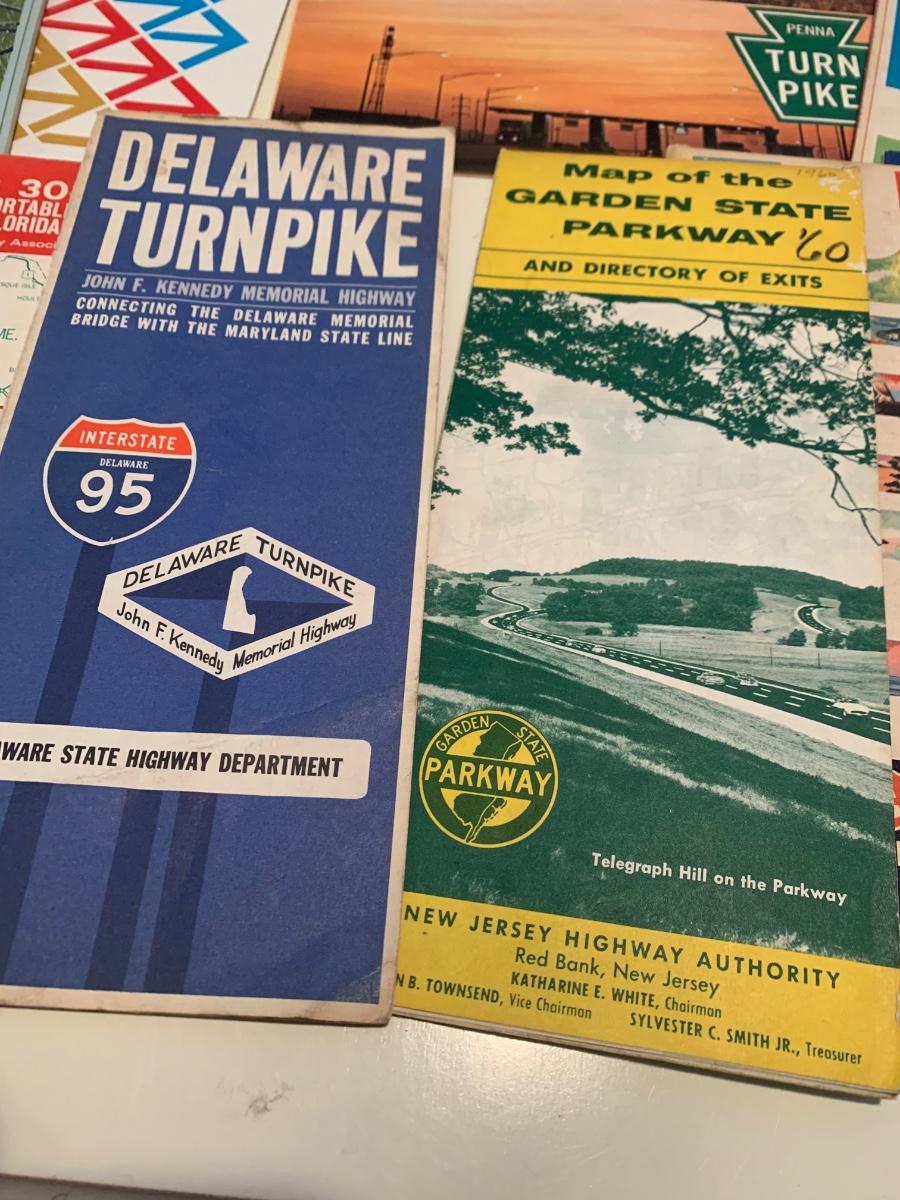 PENNA
TURN
PIKE
30
LORIDA
y Associ
ME.
DELAWARE
TURNPIKE
JOHN F. KENNEDY MEMORIAL HIGHWAY
CONNECTING THE DELAWARE MEMORIAL
BRIDGE WITH THE MARYLAND STATE LINE
INTERSTATE
DELAWARE
95
DELAWARE TURNPIKE
John F. Kennedy Memorial Highway
WARE STATE HIGHWAY DEPARTMENT
Map of the
GARDEN STATE
PARKWAY '60
AND DIRECTORY OF EXITS
GARDEN STATE
PARKWAY
Telegraph Hill on the Parkway
NEW JERSEY HIGHWAY AUTHORITY
Red Bank, New Jersey
KATHARINE E. WHITE, Chairman
N B. TOWNSEND, Vice Chairman
SYLVESTER C. SMITH JR., Treasurer